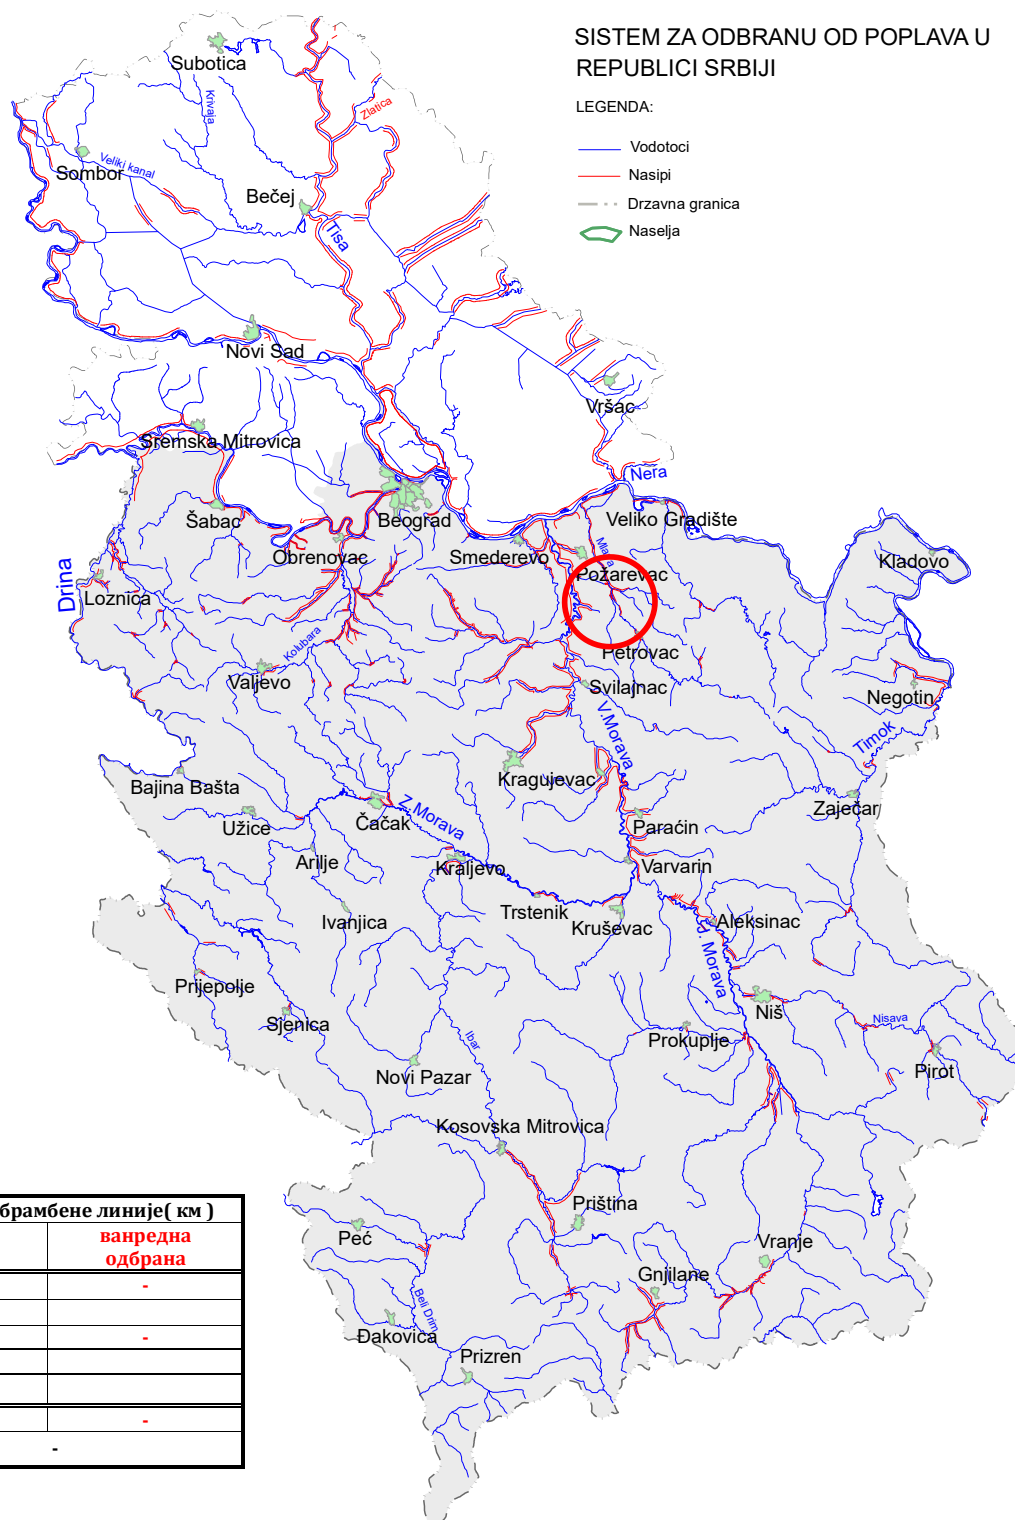 SISTEM ZA ODBRANU OD POPLAVA U
REPUBLICI SRBIJI
LEGENDA:
Vodotoci
Nasipi
Drzavna granica
Naselja
Subotica
Krivaja
Zlatica
Sombor
Veliki kanal
Bečej
Tisa
Novi Sad
Vršac
Sremska Mitrovica
Nera
Šabac
Beograd
Veliko Gradište
Obrenovac
Smederevo
Mlava
Kladovo
Drina
Loznica
Požarevac
Kolubara
Petrovac
Valjevo
Svilajnac
Negotin
V.Morava
Timok
Bajina Bašta
Kragujevac
Zaječar
Užice
Čačak
Z.Morava
Paraćin
Arilje
Kraljevo
Varvarin
Ivanjica
Trstenik
Kruševac
Aleksinac
J. Morava
Prijepolje
Niš
Sjenica
Ibar
Prokuplje
Nisava
Pirot
Novi Pazar
Kosovska Mitrovica
Priština
Peć
Vranje
Gnjilane
Beli Drim
Đakovica
Prizren
брамбене линије( км )
ванредна
одбрана
-
-
-
-